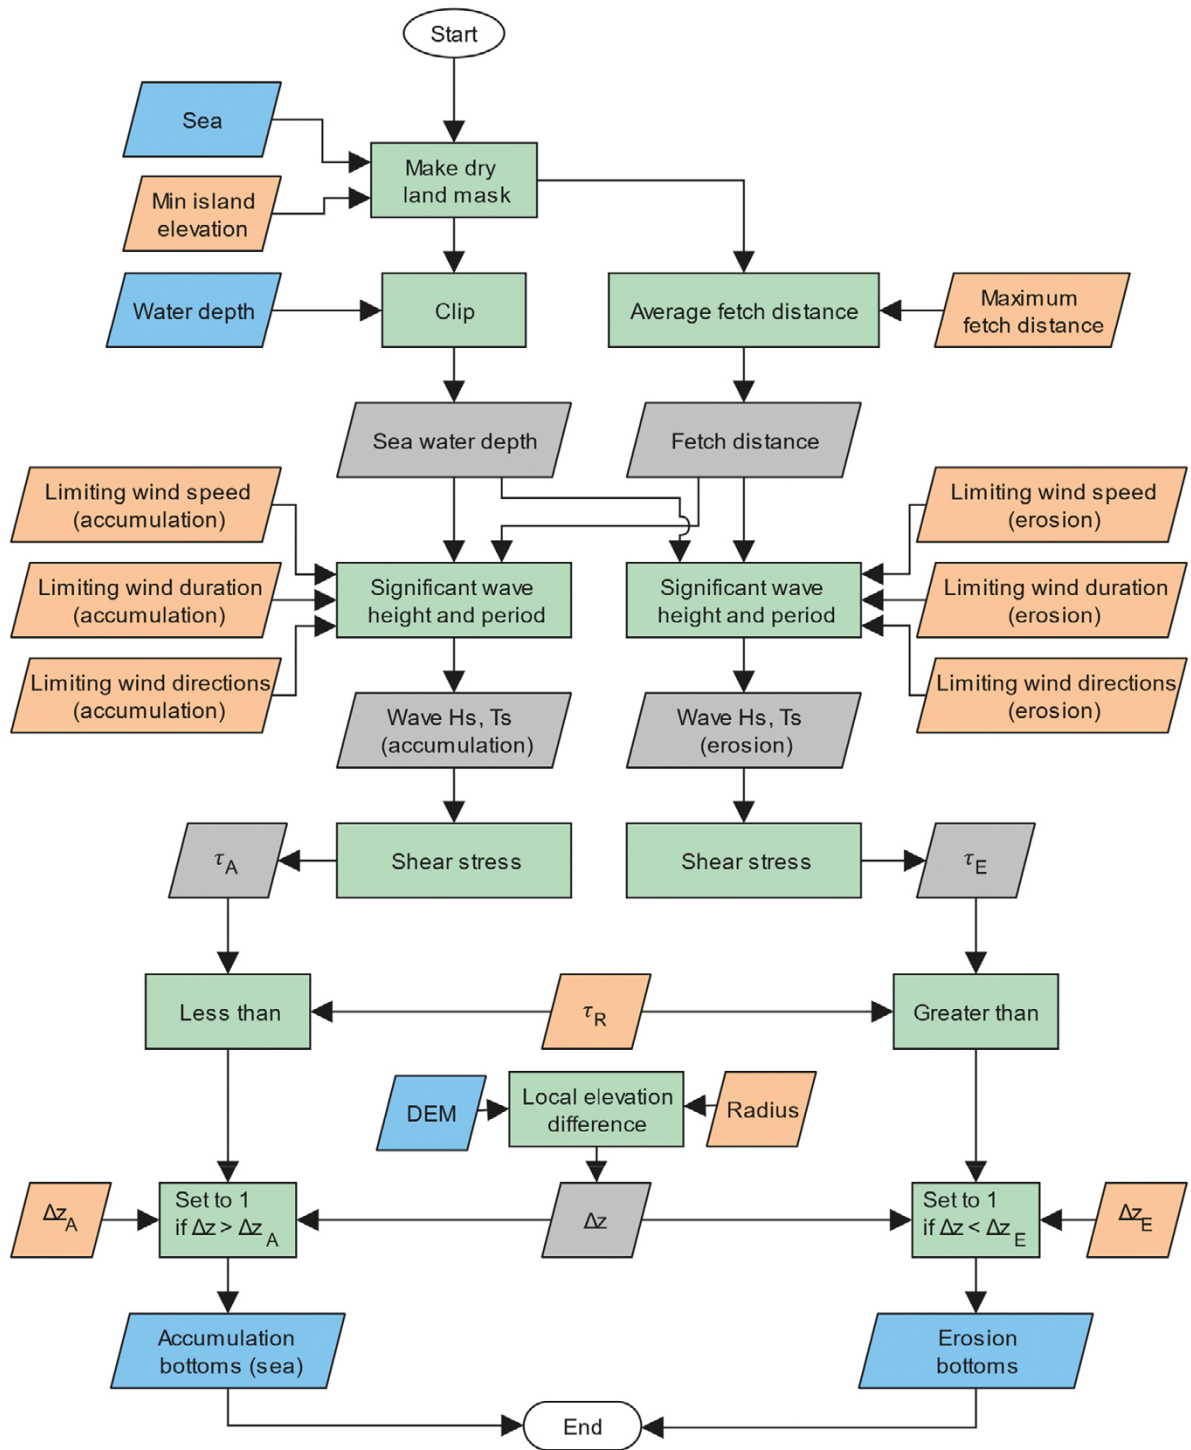 Start
Sea
Make dry
land mask
Min island
elevation
Water depth
Clip
Average fetch distance
Maximum
fetch distance
Sea water depth
Fetch distance
Limiting wind speed
(accumulation)
Limiting wind speed
(erosion)
Limiting wind duration
(accumulation)
Significant wave
height and period
Significant wave
height and period
Limiting wind duration
(erosion)
Limiting wind directions
(accumulation)
Wave Hs, Ts
(accumulation)
Wave Hs, Ts
(erosion)
Limiting wind directions
(erosion)
τA
Shear stress
Shear stress
τE
Less than
τR
Greater than
DEM
Local elevation
difference
Radius
ΔzA
Set to 1
if Δz > ΔzA
Δz
Set to 1
if Δz < ΔzE
ΔzE
Accumulation
bottoms (sea)
Erosion
bottoms
End